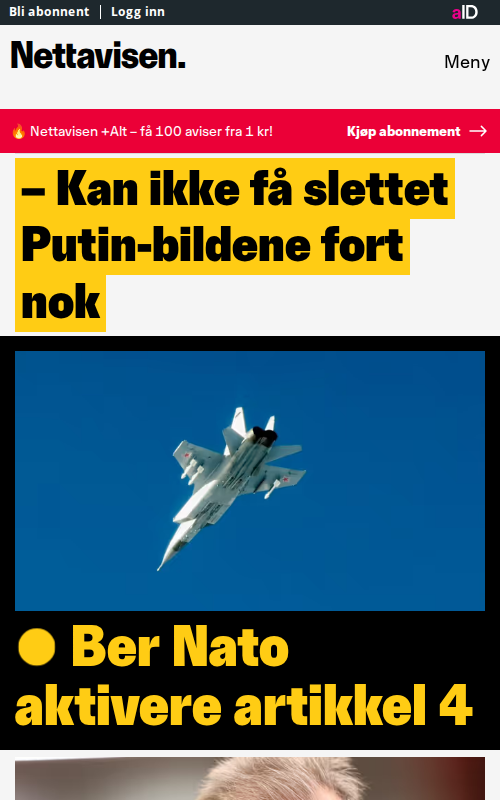 Bli abonnent | Logg inn
aID
Nettavisen.
Meny
🔥 Nettavisen +Alt – få 100 aviser fra 1 kr!
Kjøp abonnement →
– Kan ikke få slettet
Putin-bildene fort
nok
Ber Nato
aktivere artikkel 4